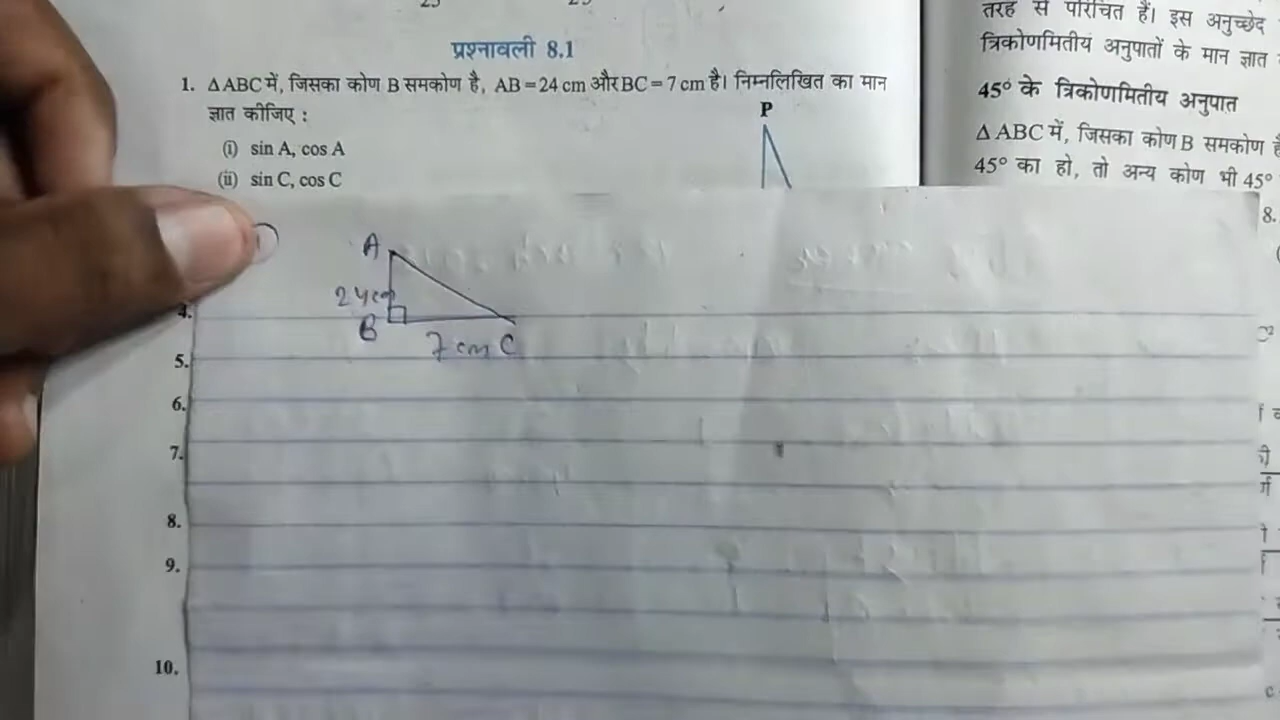 प्रश्नावली 8.1
1. Δ ABC में, जिसका कोण B समकोण है, AB = 24 cm और BC = 7 cm है। निम्नलिखित का मान
ज्ञात कीजिए :
(i) sin A, cos A
(ii) sin C, cos C
P
A
24cm
B
7 cm C
4.
5.
6.
7.
8.
9.
10.
तरह से परिचित हैं। इस अनुच्छेद
त्रिकोणमितीय अनुपातों के मान ज्ञात
45° के त्रिकोणमितीय अनुपात
Δ ABC में, जिसका कोण B समकोण है
45° का हो, तो अन्य कोण भी 45°
8.